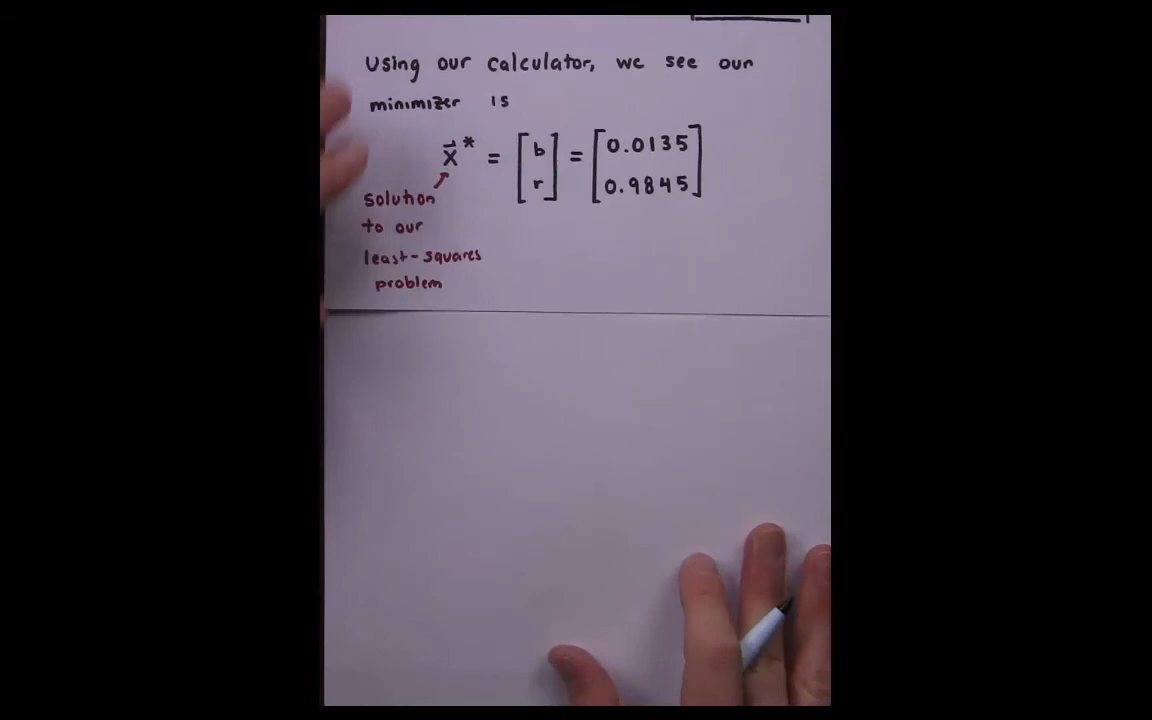 Using our calculator, we see our
minimizer is
x⃗* = [b r] = [0.0135 0.9845]
solution
to our
least-squares
problem